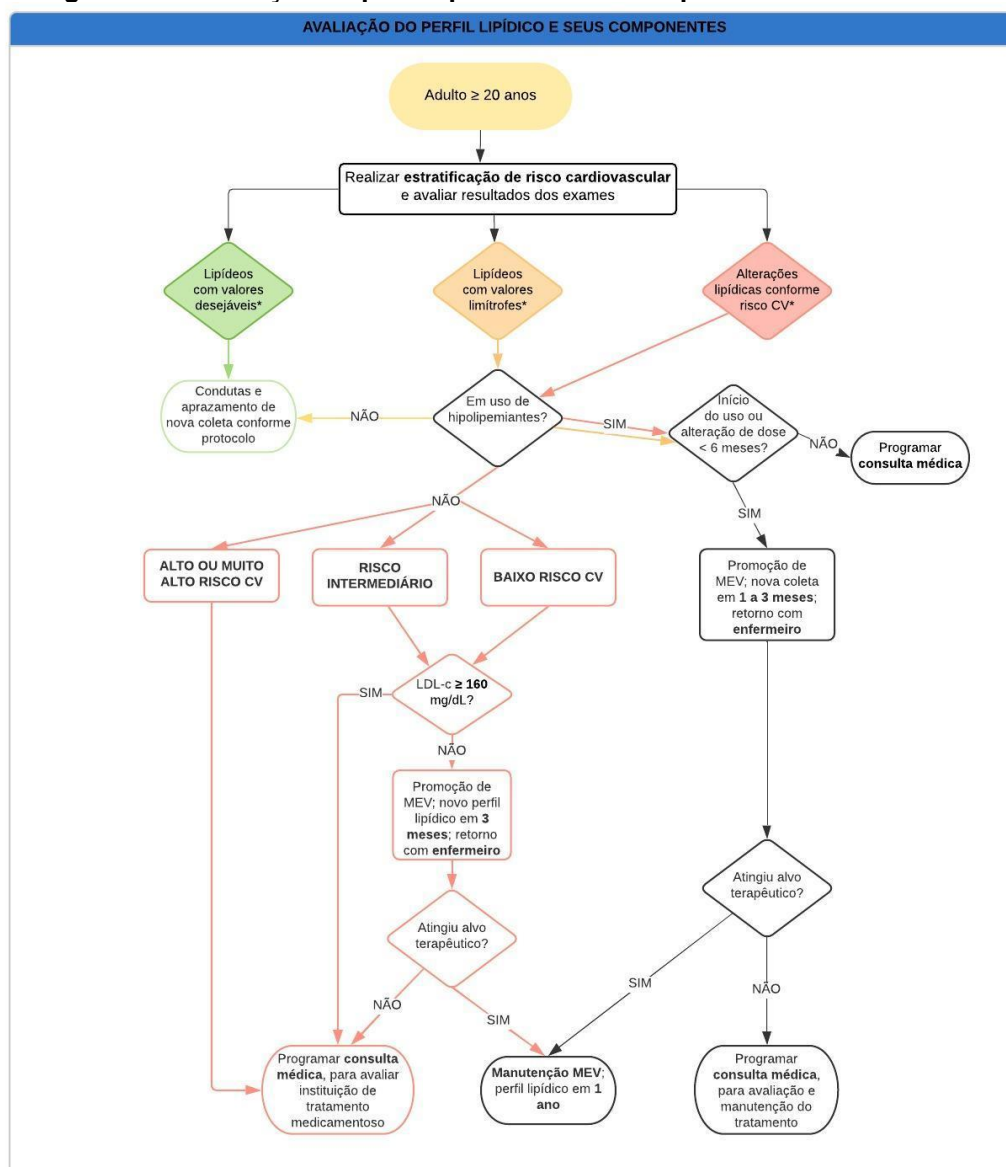 AVALIAÇÃO DO PERFIL LIPÍDICO E SEUS COMPONENTES
Adulto ≥ 20 anos
Realizar estratificação de risco cardiovascular
e avaliar resultados dos exames
Lipídeos
com valores
desejáveis*
Lipídeos
com valores
limítrofes*
Alterações
lipídicas conforme
risco CV*
Condutas e
aprazamento de
nova coleta conforme
protocolo
NÃO
Em uso de
hipolipemiantes?
SIM
Início
do uso ou
alteração de dose
< 6 meses?
NÃO
Programar
consulta médica
NÃO
SIM
ALTO OU MUITO
ALTO RISCO CV
RISCO
INTERMEDIÁRIO
BAIXO RISCO CV
Promoção de
MEV; nova coleta
em 1 a 3 meses;
retorno com
enfermeiro
SIM
LDL-c ≥ 160
mg/dL?
NÃO
Promoção de
MEV; novo perfil
lipídico em 3
meses; retorno
com enfermeiro
Atingiu alvo
terapêutico?
Atingiu alvo
terapêutico?
NÃO
SIM
SIM
NÃO
Programar consulta
médica, para avaliar
instituição de
tratamento
medicamentoso
Manutenção MEV;
perfil lipídico em 1
ano
Programar
consulta médica,
para avaliação e
manutenção do
tratamento